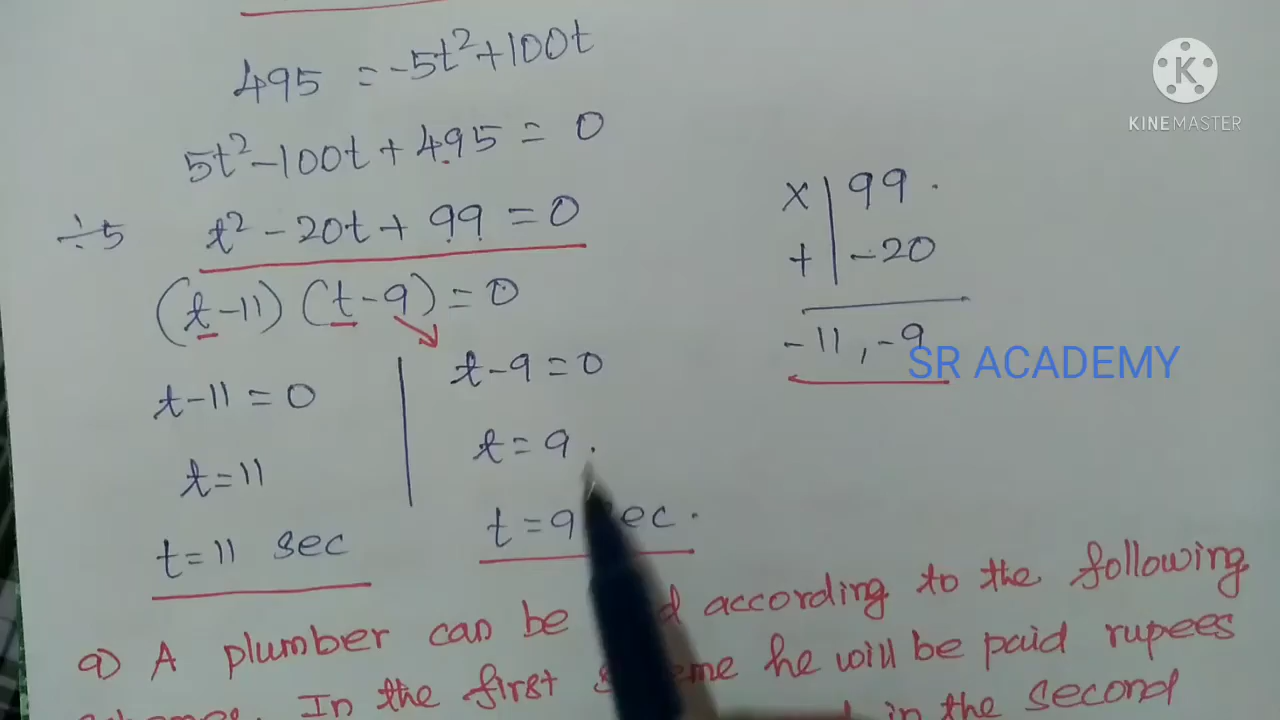 495 = -5t²+100t
5t²-100t + 495 = 0
÷5 t² - 20t + 99 = 0
(t-11) (t-9) = 0
t-11 = 0
t=11
t=11 sec
t-9=0
t=9.
t=9 sec.
x | 99.
+ | -20
-11, -9
9) A plumber can be according to the following
In the first he will be paid rupees
in the second
KINEMASTER
SR ACADEMY